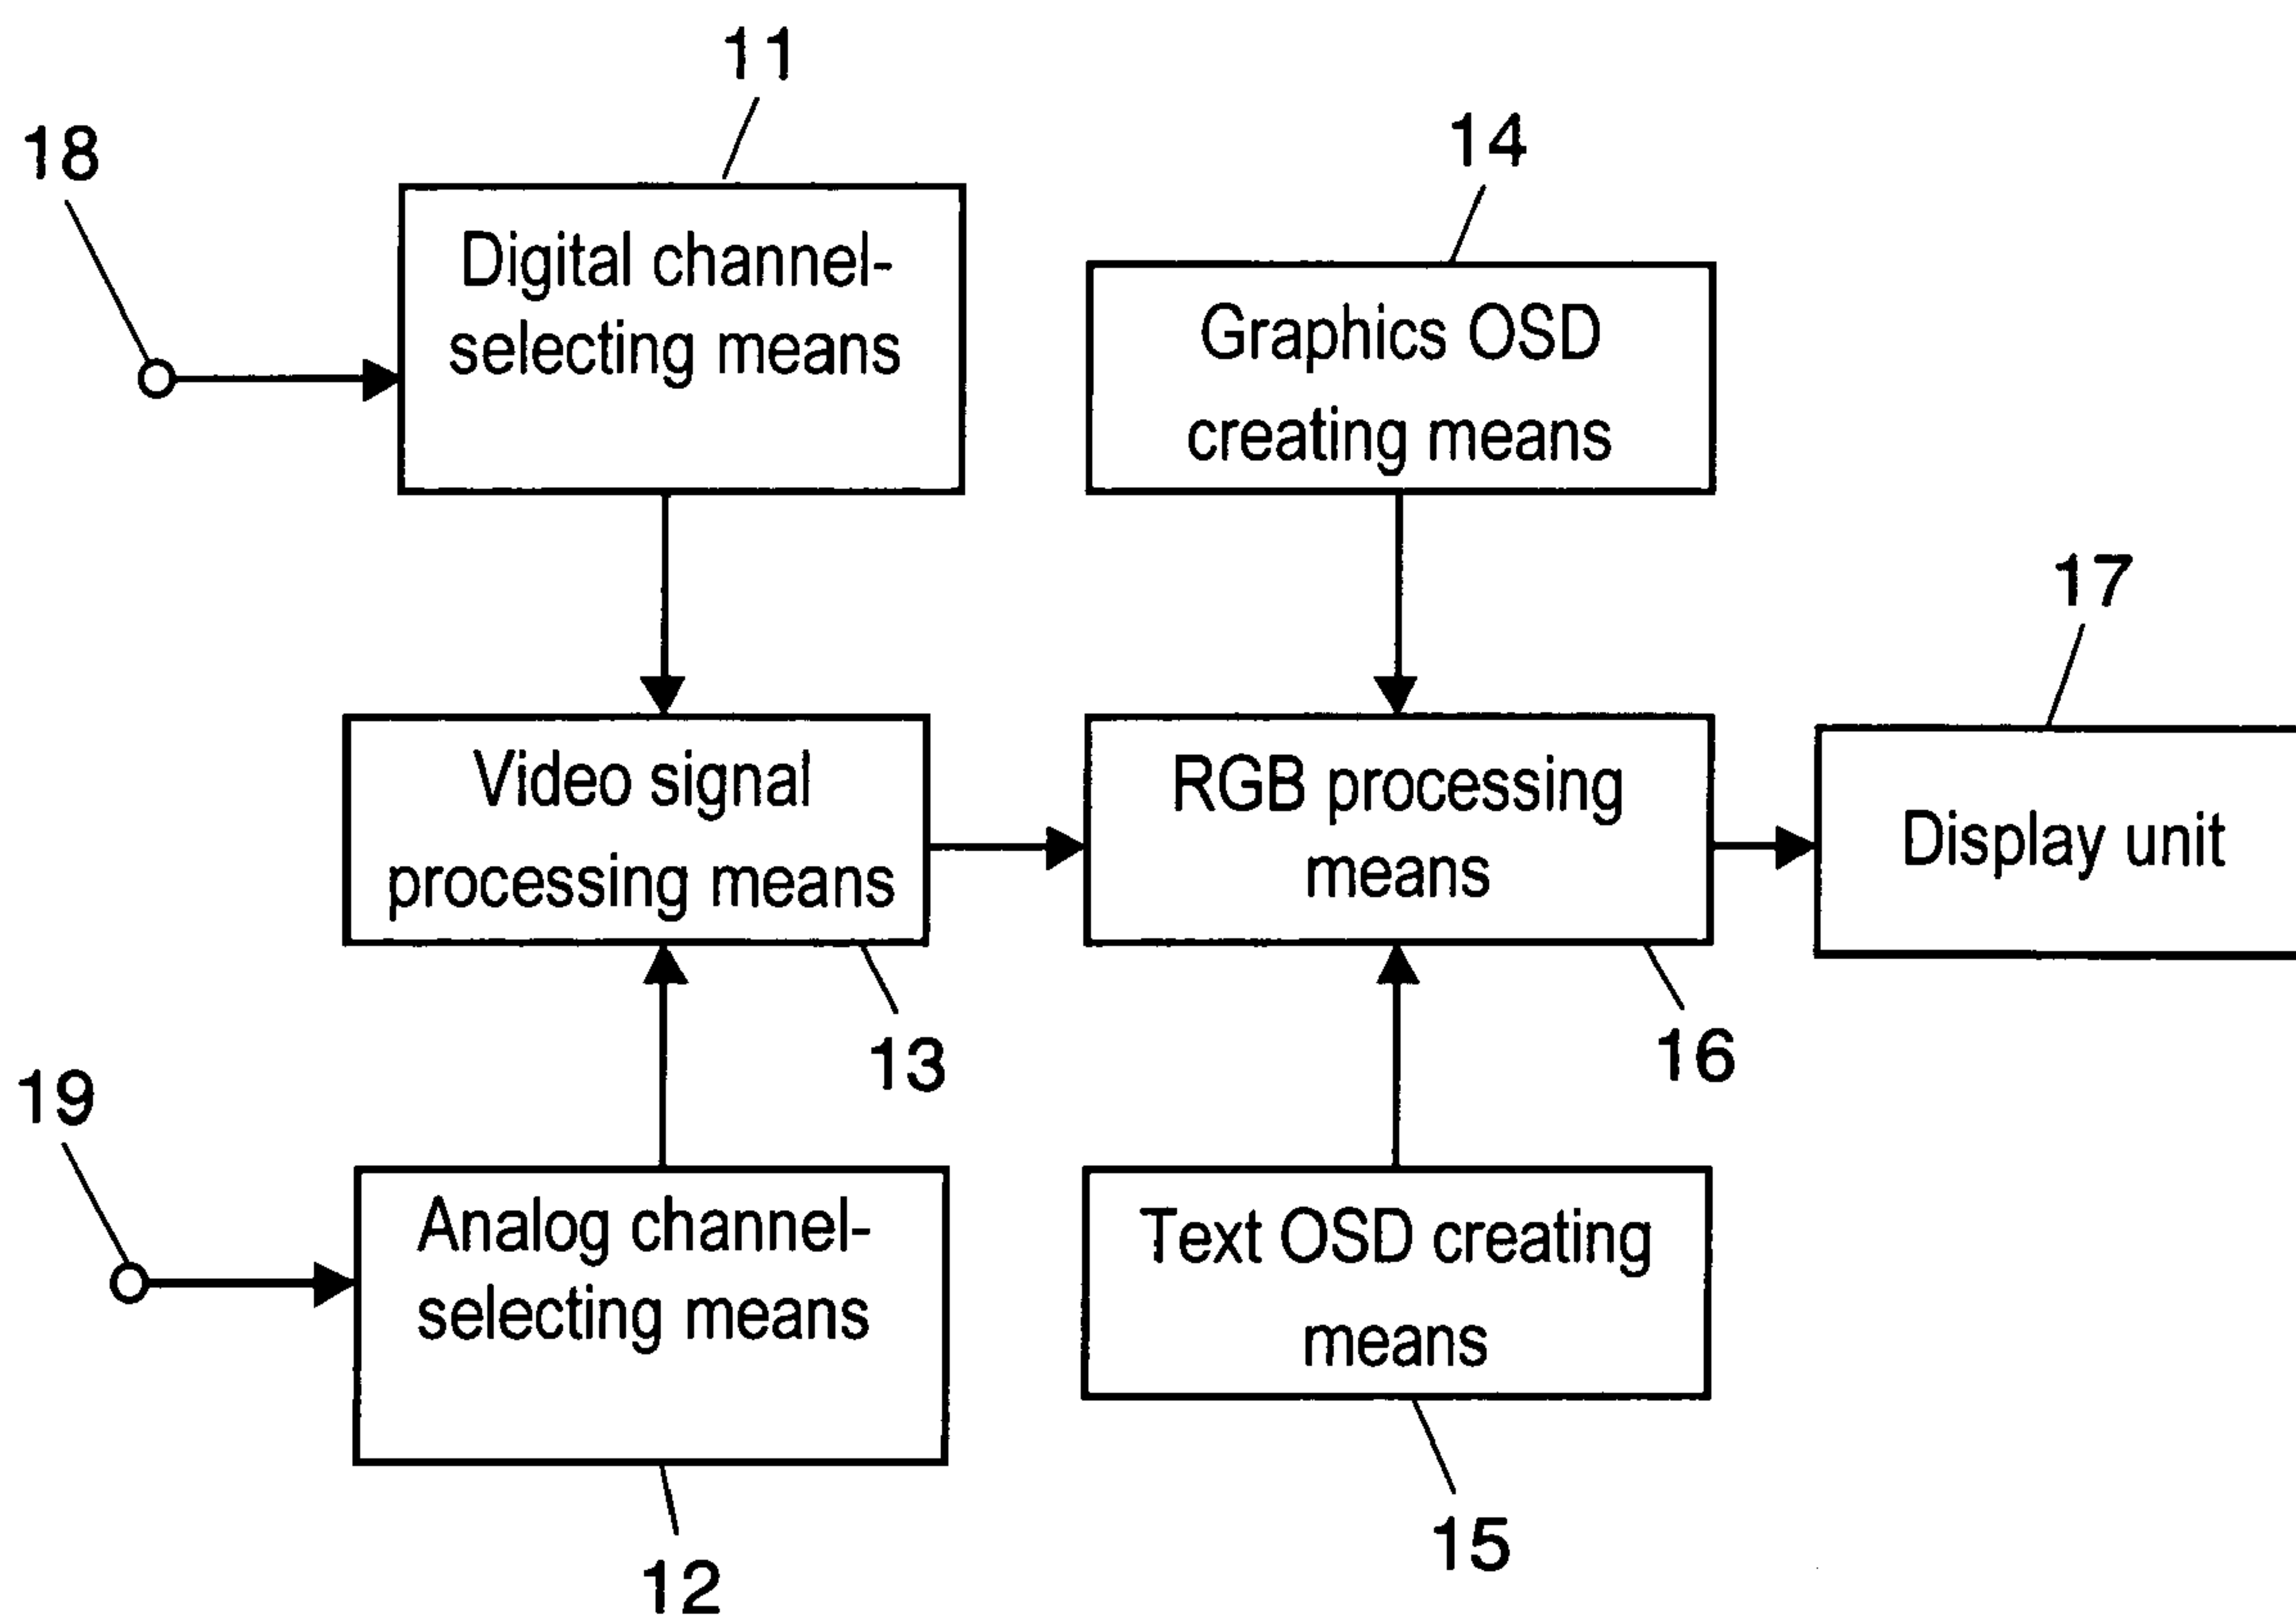 11
18
14
Digital channel-
selecting means
Graphics OSD
creating means
17
Video signal
processing means
RGB processing
means
Display unit
13
16
19
Analog channel-
selecting means
Text OSD creating
means
15
12